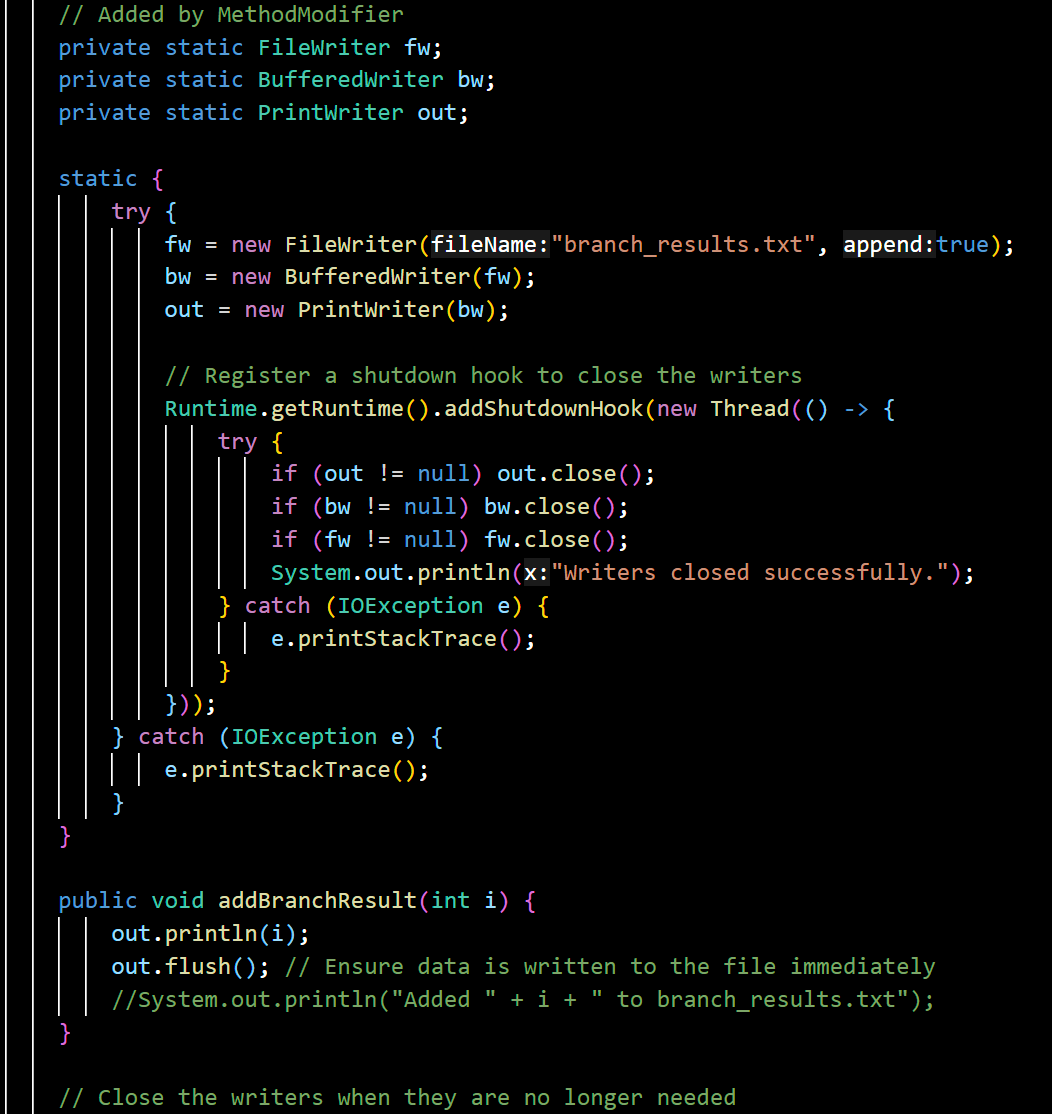 // Added by MethodModifier
private static FileWriter fw;
private static BufferedWriter bw;
private static PrintWriter out;
static {
try {
fw = new FileWriter(fileName:"branch_results.txt", append:true);
bw = new BufferedWriter(fw);
out = new PrintWriter(bw);
// Register a shutdown hook to close the writers
Runtime.getRuntime().addShutdownHook(new Thread(() -> {
try {
if (out != null) out.close();
if (bw != null) bw.close();
if (fw != null) fw.close();
System.out.println(x:"Writers closed successfully.");
} catch (IOException e) {
e.printStackTrace();
}
}));
} catch (IOException e) {
e.printStackTrace();
}
}
public void addBranchResult(int i) {
out.println(i);
out.flush(); // Ensure data is written to the file immediately
//System.out.println("Added " + i + " to branch_results.txt");
}
// Close the writers when they are no longer needed